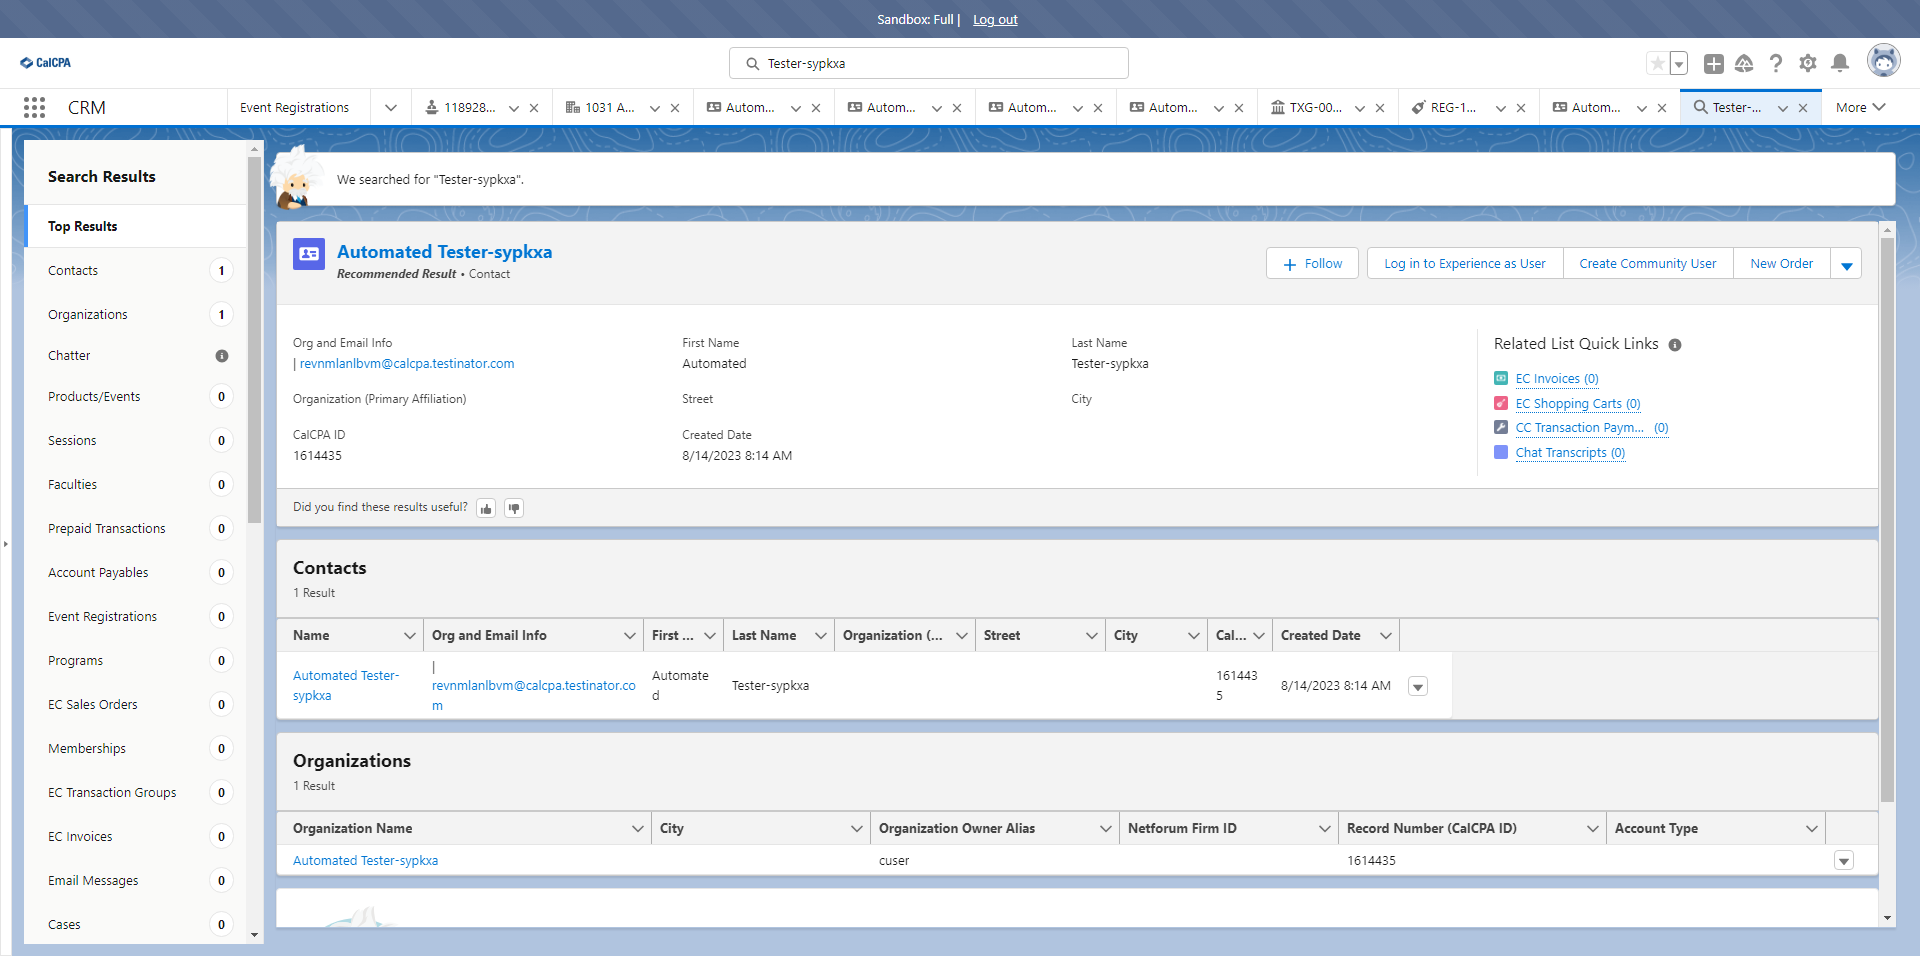 Sandbox: Full | Log out
CalCPA
Tester-sypkxa
CRM
Event Registrations
118928...
1031 A...
Autom...
Autom...
Autom...
Autom...
TXG-00...
REG-1...
Autom...
Tester-...
More
Search Results
Top Results
Contacts 1
Organizations 1
Chatter
Products/Events 0
Sessions 0
Faculties 0
Prepaid Transactions 0
Account Payables 0
Event Registrations 0
Programs 0
EC Sales Orders 0
Memberships 0
EC Transaction Groups 0
EC Invoices 0
Email Messages 0
Cases 0
We searched for "Tester-sypkxa".
Automated Tester-sypkxa
Recommended Result • Contact
Follow
Log in to Experience as User
Create Community User
New Order
Org and Email Info
| revnmlanlbvm@calcpa.testinator.com
First Name
Automated
Last Name
Tester-sypkxa
Organization (Primary Affiliation)
Street
City
CalCPA ID
1614435
Created Date
8/14/2023 8:14 AM
Related List Quick Links
EC Invoices (0)
EC Shopping Carts (0)
CC Transaction Paym... (0)
Chat Transcripts (0)
Did you find these results useful?
Contacts
1 Result
Name Org and Email Info First ... Last Name Organization (... Street City Cal... Created Date
Automated Tester-
sypkxa
|
revnmlanlbvm@calcpa.testinator.co
m
Automate
d
Tester-sypkxa
161443
5
8/14/2023 8:14 AM
Organizations
1 Result
Organization Name City Organization Owner Alias Netforum Firm ID Record Number (CalCPA ID) Account Type
Automated Tester-sypkxa cuser 1614435